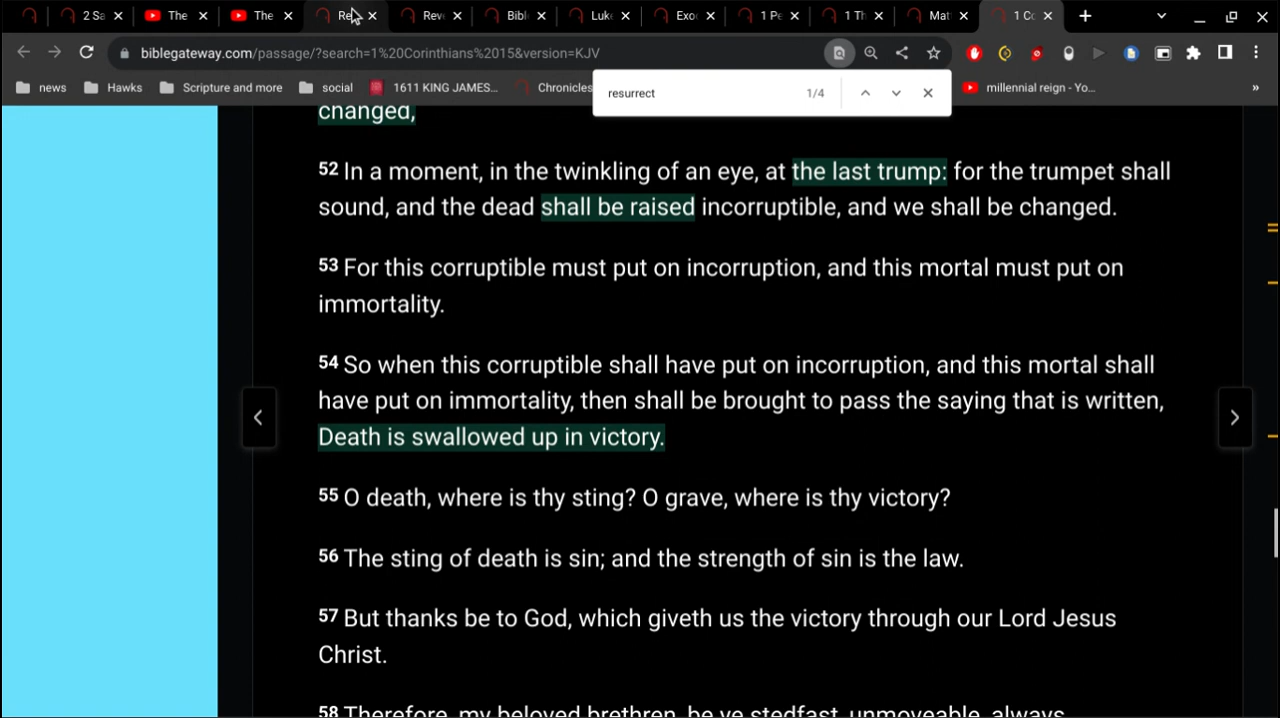 2 Sa
The
The
Re
Rev
Bibl
Luke
Exo
1 Pe
1 Th
Mat
1 Co
biblegateway.com/passage/?search=1%20Corinthians%2015&version=KJV
news
Hawks
Scripture and more
social
1611 KING JAMES...
Chronicles
millennial reign - Yo...
»
resurrect 1/4
changed,
52 In a moment, in the twinkling of an eye, at the last trump: for the trumpet shall
sound, and the dead shall be raised incorruptible, and we shall be changed.
53 For this corruptible must put on incorruption, and this mortal must put on
immortality.
54 So when this corruptible shall have put on incorruption, and this mortal shall
have put on immortality, then shall be brought to pass the saying that is written,
Death is swallowed up in victory.
55 O death, where is thy sting? O grave, where is thy victory?
56 The sting of death is sin; and the strength of sin is the law.
57 But thanks be to God, which giveth us the victory through our Lord Jesus
Christ.
58 Therefore, my beloved brethren, be ye stedfast, unmoveable, always